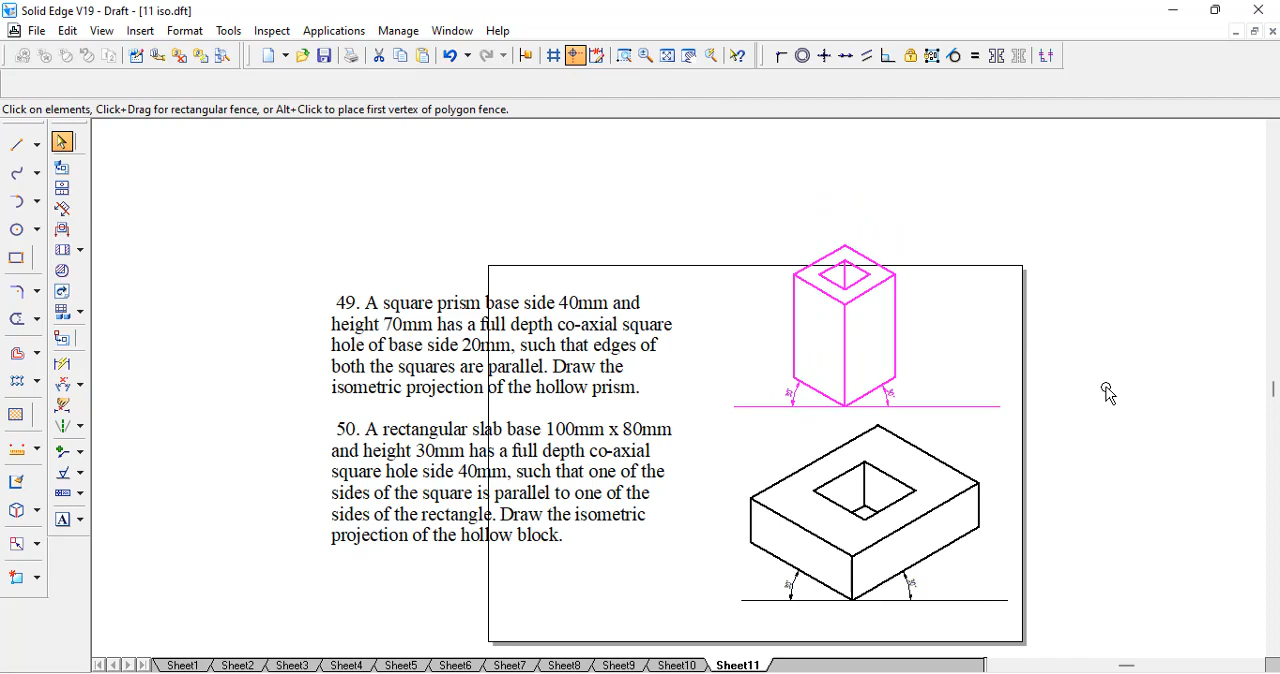 Solid Edge V19 - Draft - [11 iso.dft]
File Edit View Insert Format Tools Inspect Applications Manage Window Help
Click on elements, Click+Drag for rectangular fence, or Alt+Click to place first vertex of polygon fence.
49. A square prism base side 40mm and
height 70mm has a full depth co-axial square
hole of base side 20mm, such that edges of
both the squares are parallel. Draw the
isometric projection of the hollow prism.
50. A rectangular slab base 100mm x 80mm
and height 30mm has a full depth co-axial
square hole side 40mm, such that one of the
sides of the square is parallel to one of the
sides of the rectangle. Draw the isometric
projection of the hollow block.
30°
30°
30°
30°
Sheet1 Sheet2 Sheet3 Sheet4 Sheet5 Sheet6 Sheet7 Sheet8 Sheet9 Sheet10 Sheet11